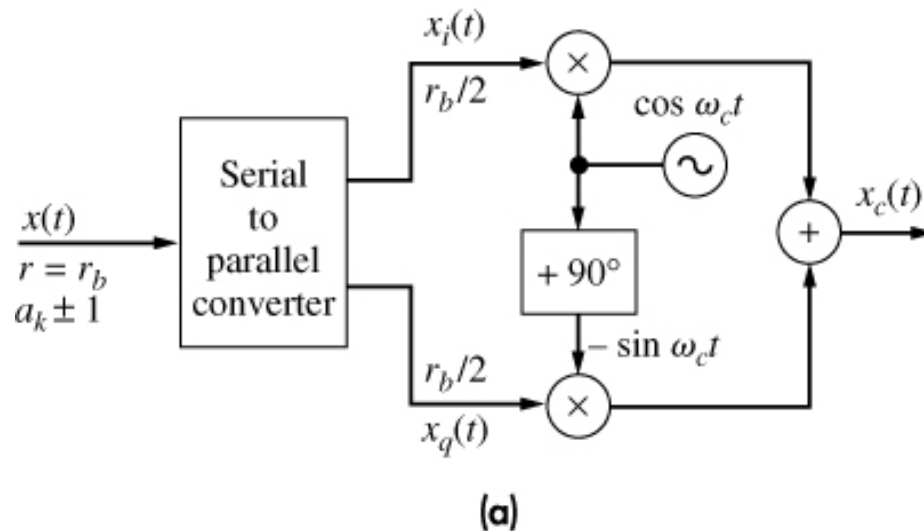 x_i(t)
r_b/2
cos ω_c t
Serial
to
parallel
converter
x(t)
r = r_b
a_k ± 1
+ 90°
– sin ω_c t
×
+
x_c(t)
r_b/2
x_q(t)
×
(a)